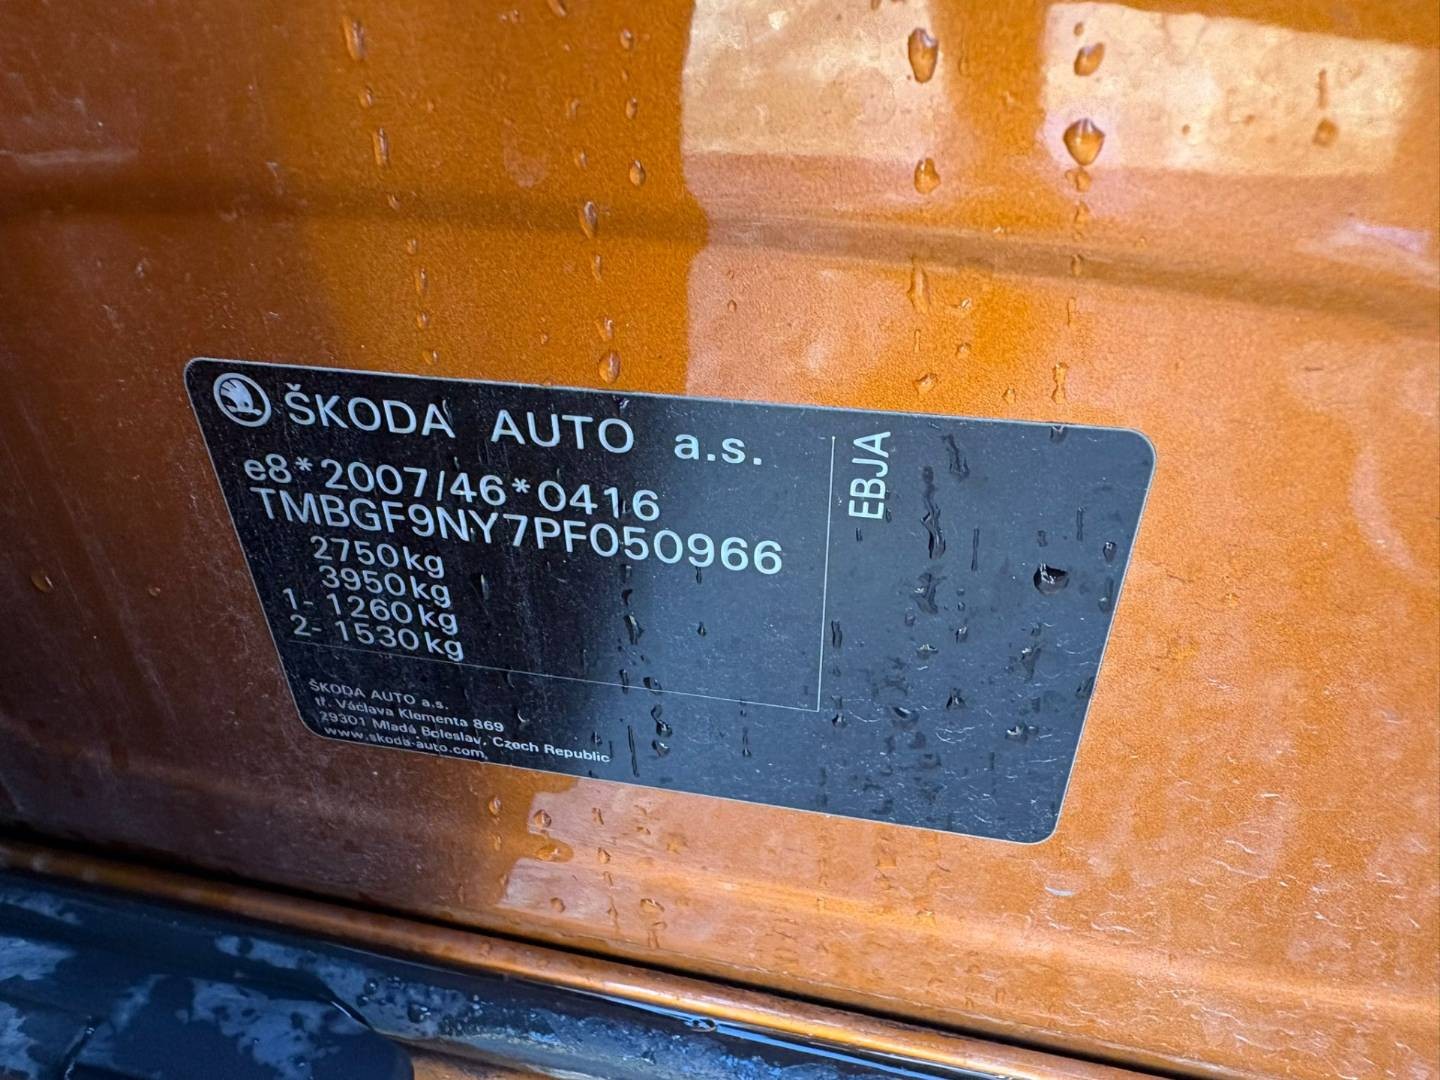 ŠKODA AUTO a.s.
e8*2007/46*0416
TMBGF9NY7PF050966
2750kg
3950kg
1- 1260kg
2- 1530kg
ŠKODA AUTO a.s.
tř. Václava Klementa 869
29301 Mladá Boleslav, Czech Republic
www.skoda-auto.com
EBJA